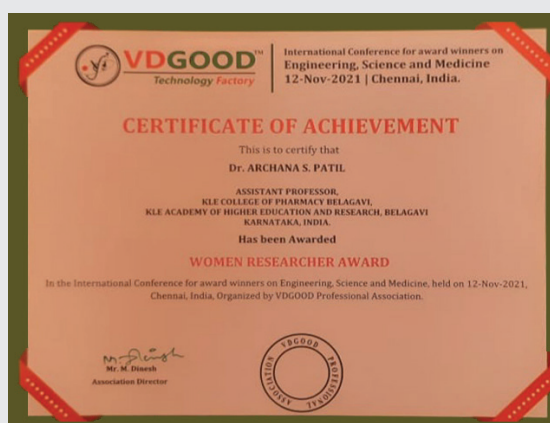 VDGOOD™
Technology Factory
International Conference for award winners on
Engineering, Science and Medicine
12-Nov-2021 | Chennai, India.
CERTIFICATE OF ACHIEVEMENT
This is to certify that
Dr. ARCHANA S. PATIL
ASSISTANT PROFESSOR,
KLE COLLEGE OF PHARMACY BELAGAVI,
KLE ACADEMY OF HIGHER EDUCATION AND RESEARCH, BELAGAVI
KARNATAKA, INDIA.
Has been Awarded
WOMEN RESEARCHER AWARD
In the International Conference for award winners on Engineering, Science and Medicine, held on 12-Nov-2021,
Chennai, India, Organized by VDGOOD Professional Association.
M. Dinesh
Mr. M. Dinesh
Association Director
VDGOOD PROFESSIONAL ASSOCIATION